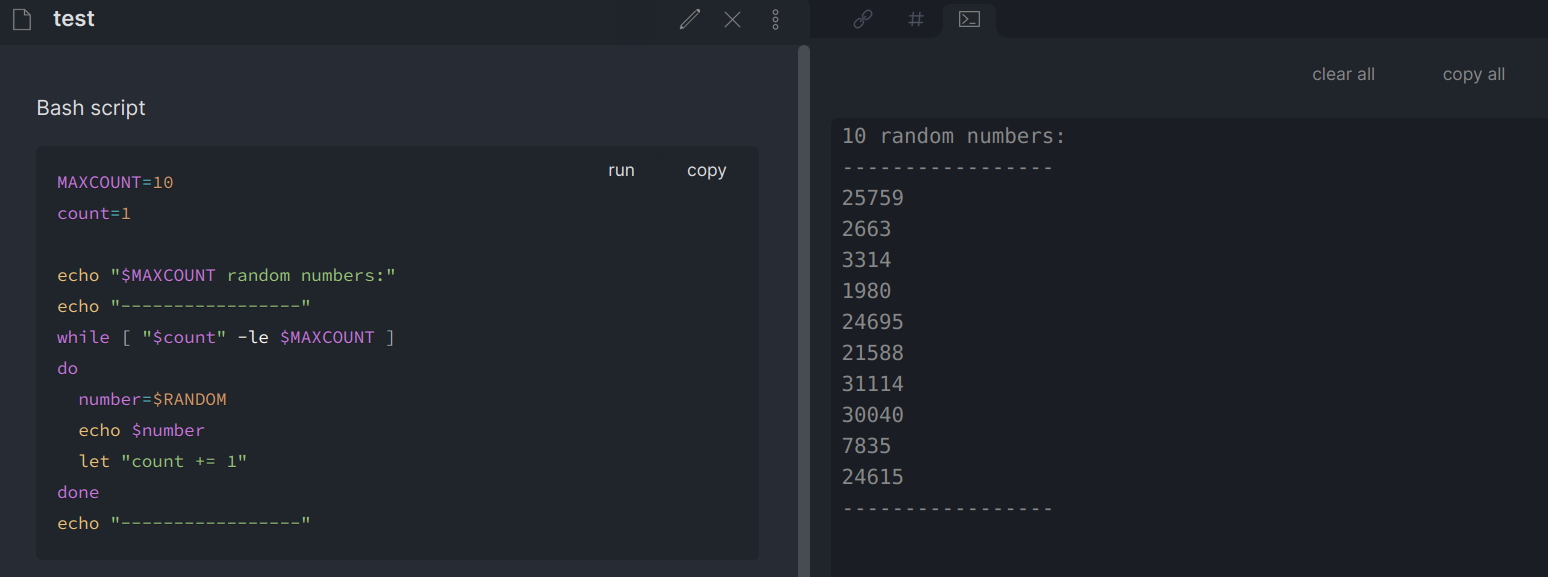 test
Bash script
run copy
MAXCOUNT=10
count=1

echo "$MAXCOUNT random numbers:"
echo "-----------------"
while [ "$count" -le $MAXCOUNT ]
do
  number=$RANDOM
  echo $number
  let "count += 1"
done
echo "-----------------"
clear all copy all
10 random numbers:
-----------------
25759
2663
3314
1980
24695
21588
31114
30040
7835
24615
-----------------